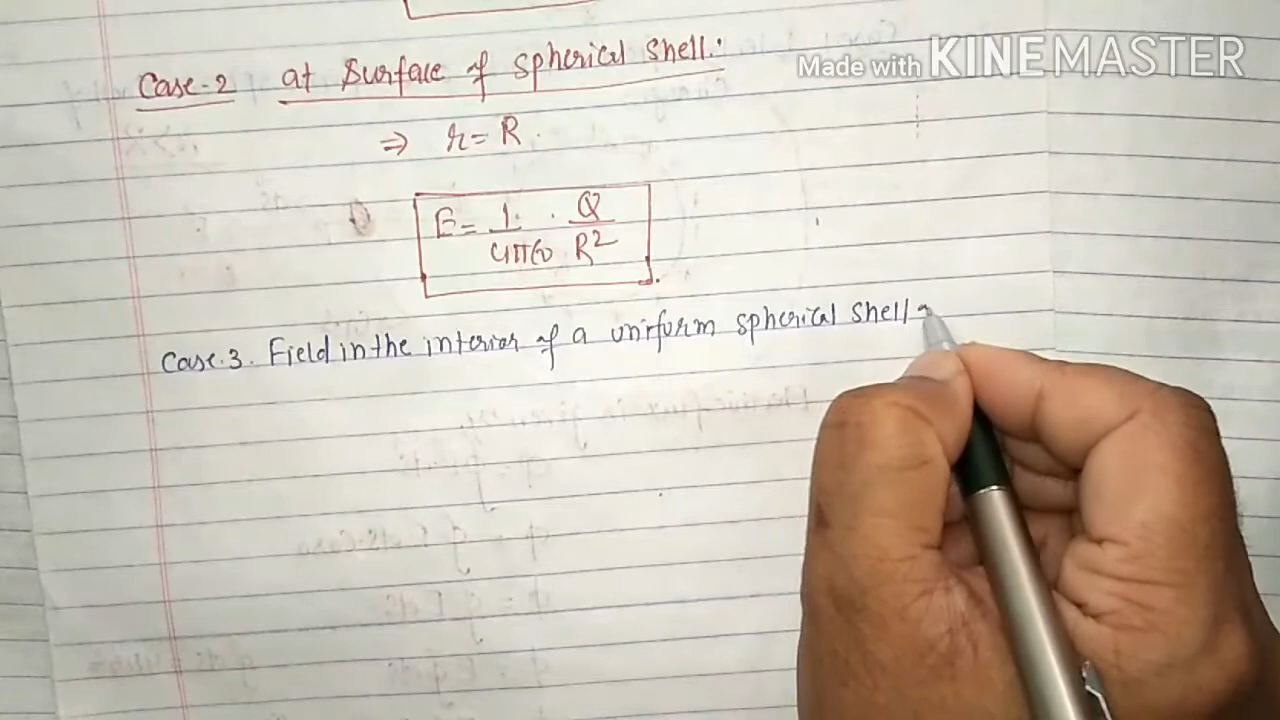 Made with KINEMASTER
Case-2 at Surface of spherical shell:
⇒ r = R.
E = 1/4πε0 · Q/R²
Case.3. Field in the interior of a uniform spherical shell